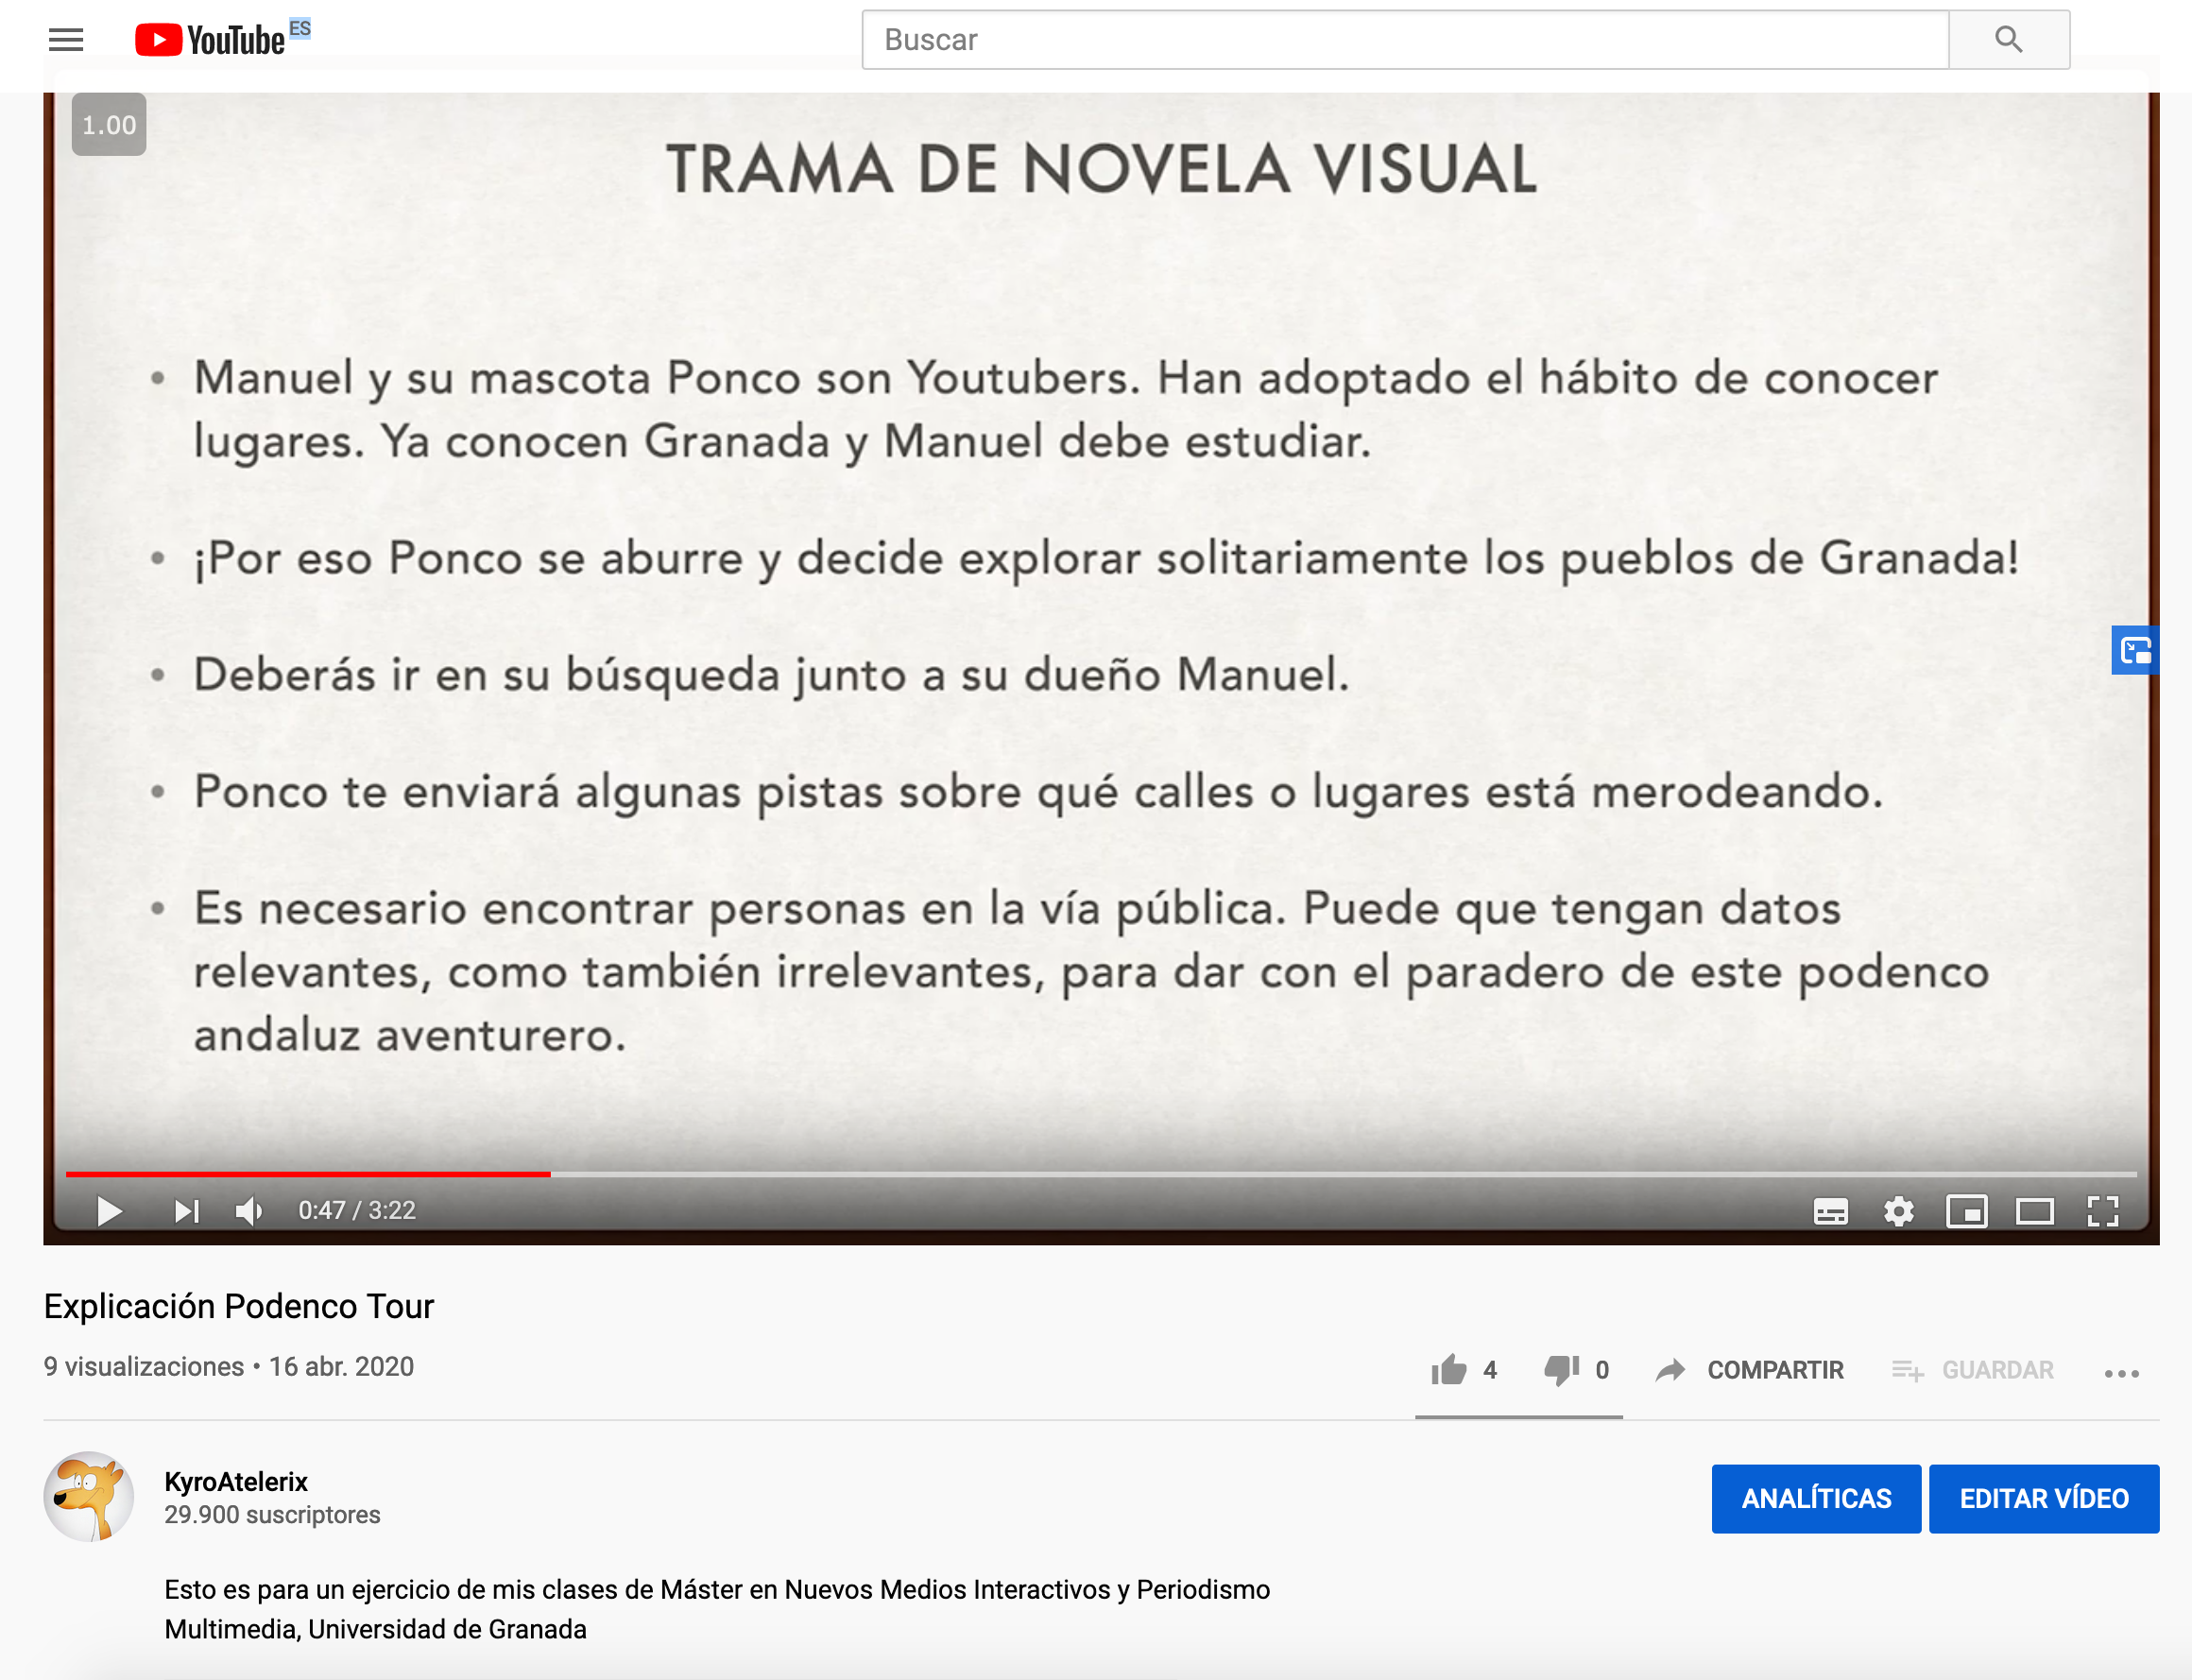 YouTube ES
Buscar
1.00
TRAMA DE NOVELA VISUAL
• Manuel y su mascota Ponco son Youtubers. Han adoptado el hábito de conocer
lugares. Ya conocen Granada y Manuel debe estudiar.
• ¡Por eso Ponco se aburre y decide explorar solitariamente los pueblos de Granada!
• Deberás ir en su búsqueda junto a su dueño Manuel.
• Ponco te enviará algunas pistas sobre qué calles o lugares está merodeando.
• Es necesario encontrar personas en la vía pública. Puede que tengan datos
relevantes, como también irrelevantes, para dar con el paradero de este podenco
andaluz aventurero.
0:47 / 3:22
Explicación Podenco Tour
9 visualizaciones • 16 abr. 2020
4 0 COMPARTIR GUARDAR
KyroAtelerix
29.900 suscriptores
ANALÍTICAS EDITAR VÍDEO
Esto es para un ejercicio de mis clases de Máster en Nuevos Medios Interactivos y Periodismo
Multimedia, Universidad de Granada